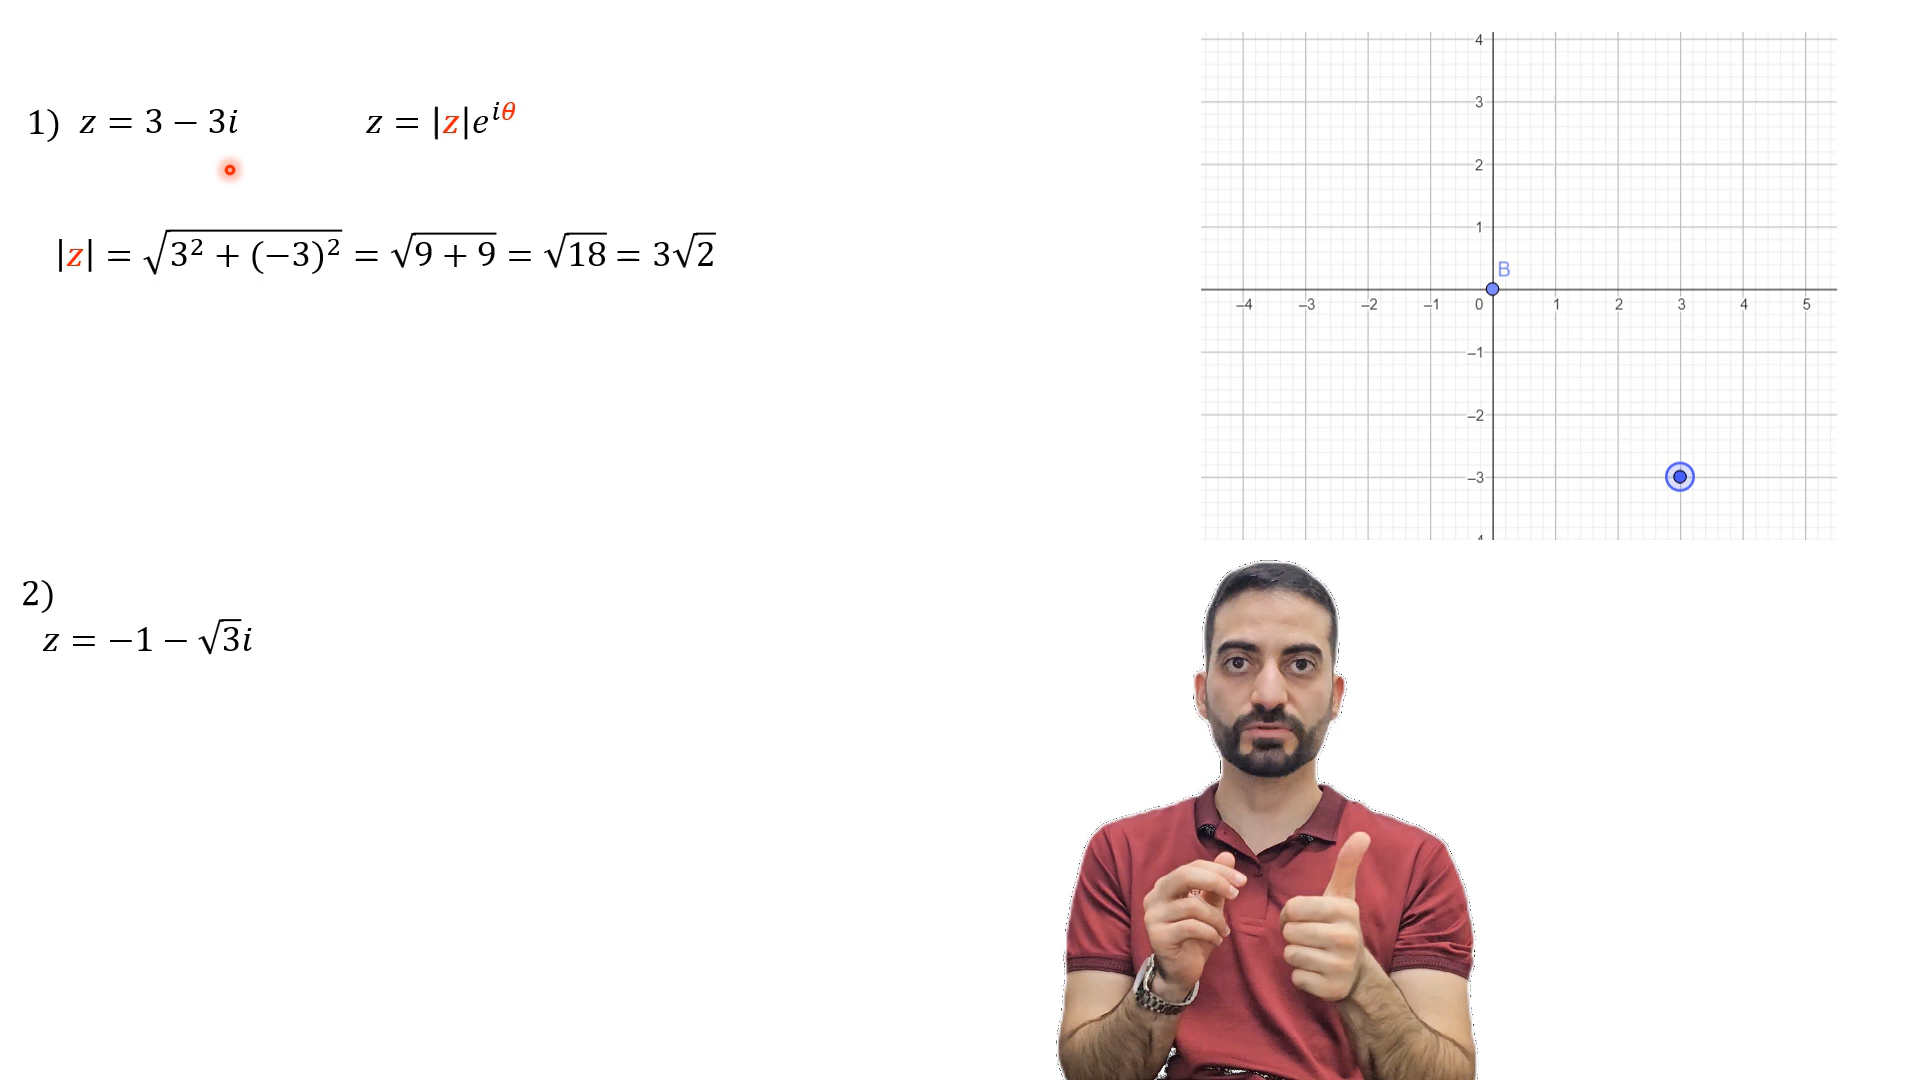 1) z = 3 − 3i z = |z|e^{iθ}
|z| = √(3² + (−3)²) = √(9 + 9) = √18 = 3√2
2)
z = −1 − √3i
4
3
2
1
B
−4 −3 −2 −1 0 1 2 3 4 5
−1
−2
−3